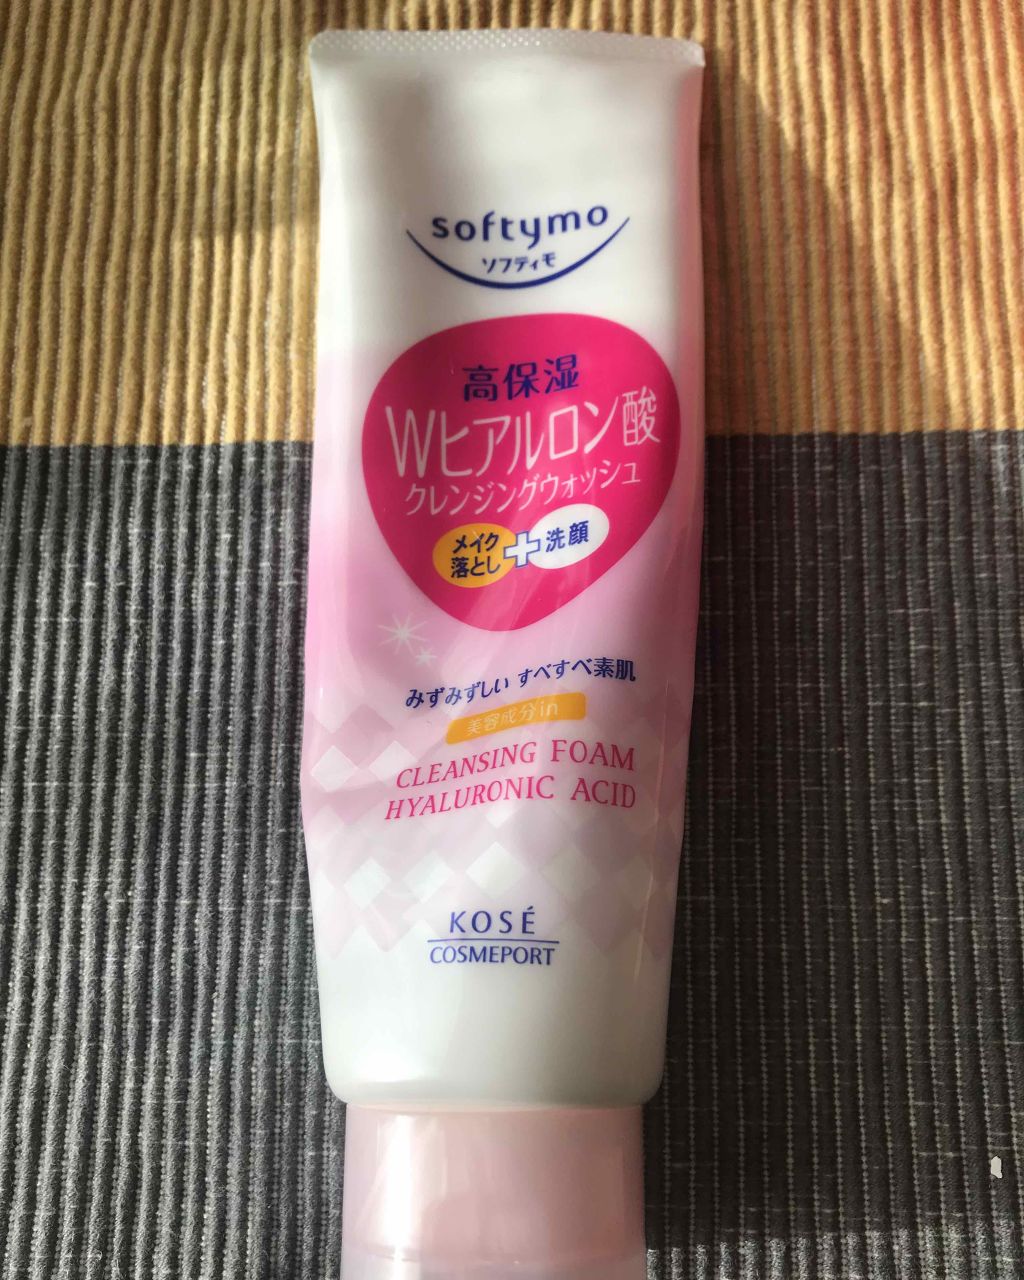 softymo
ソフティモ
高保湿
Wヒアルロン酸
クレンジングウォッシュ
メイク
落とし
+
洗顔
みずみずしい すべすべ素肌
美容成分in
CLEANSING FOAM
HYALURONIC ACID
KOSÉ
COSMEPORT